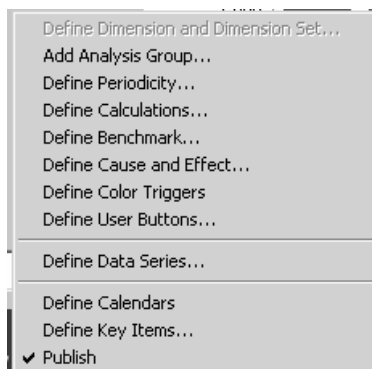 Define Dimension and Dimension Set...
Add Analysis Group...
Define Periodicity...
Define Calculations...
Define Benchmark...
Define Cause and Effect...
Define Color Triggers
Define User Buttons...
Define Data Series...
Define Calendars
Define Key Items...
Publish